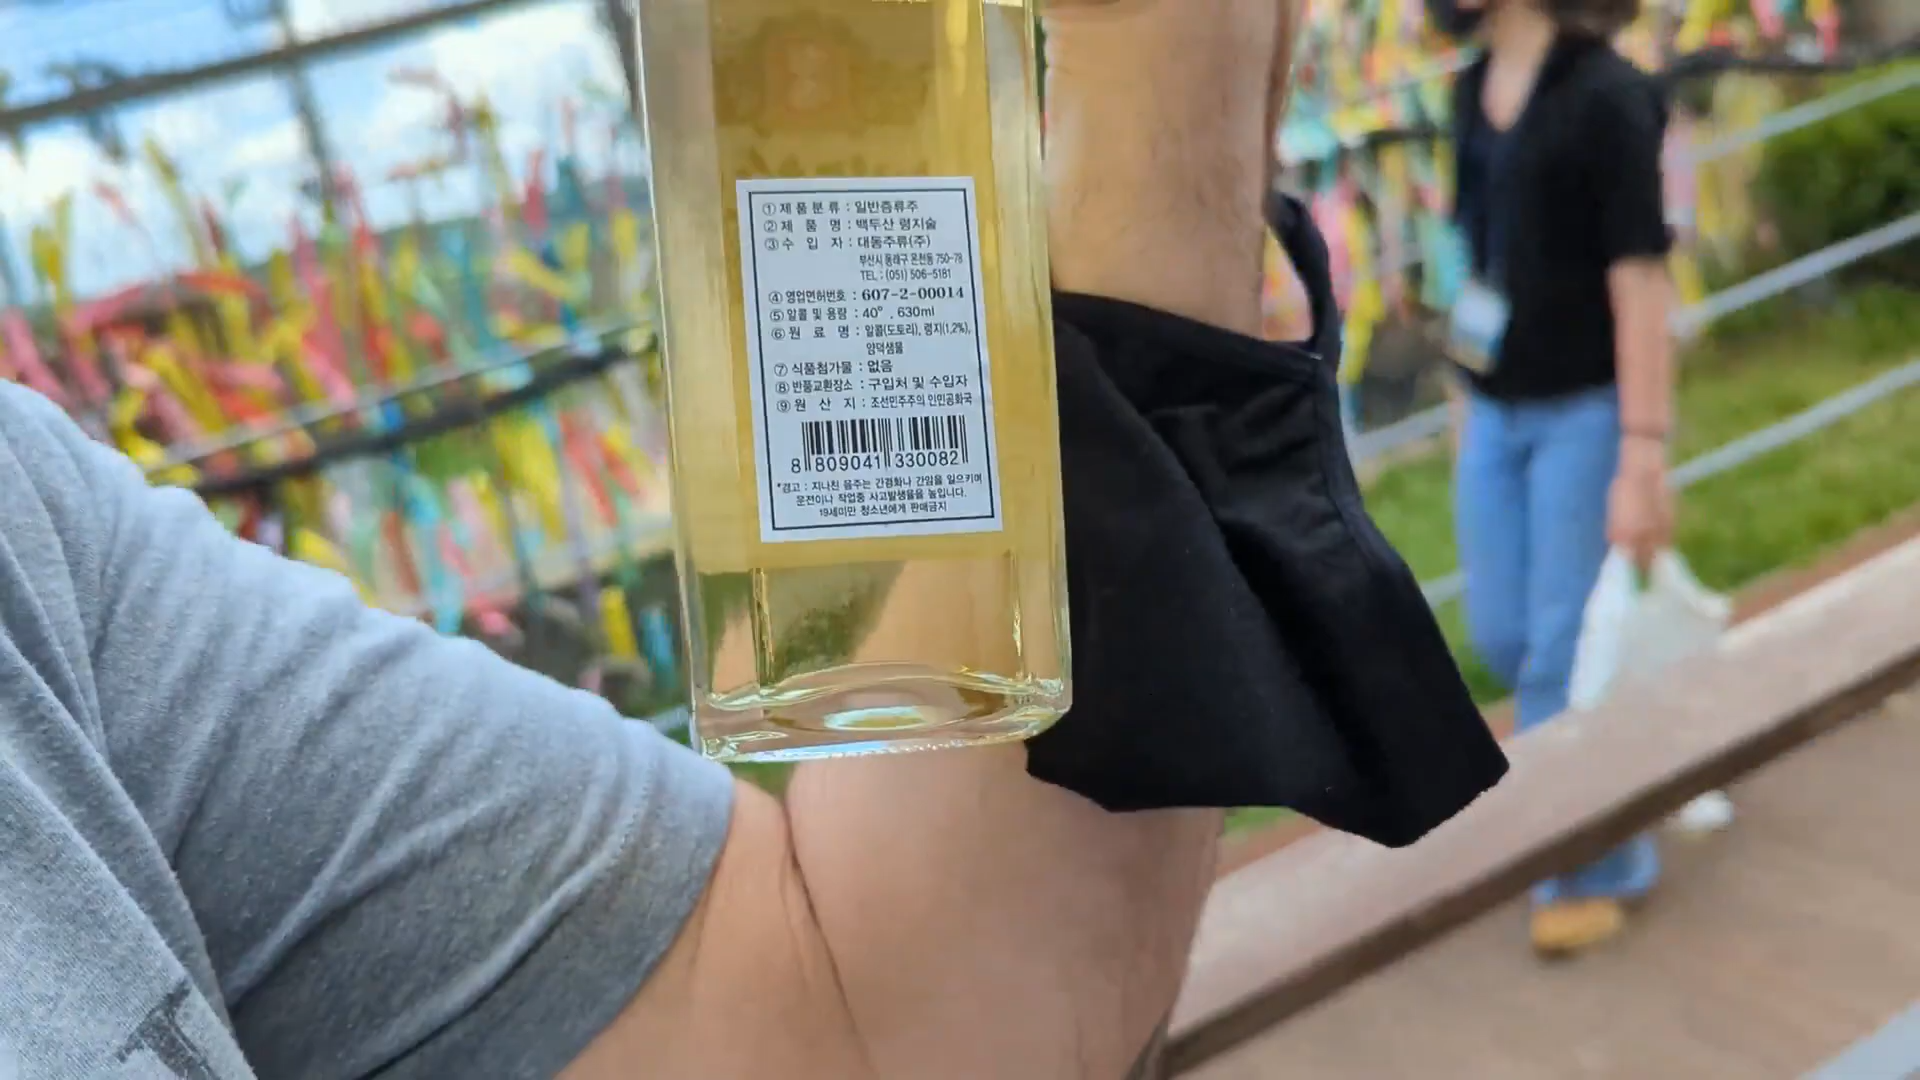 ① 제품분류 : 일반증류주
② 제 품 명 : 백두산 령지술
③ 수 입 자 : 대동주류(주)
부산시 동래구 온천동 750-78
TEL : (051) 506-5181
④ 영업면허번호 : 607-2-00014
⑤ 알콜 및 용량 : 40° , 630ml
⑥ 원 료 명 : 알콜(도토리), 령지(1,2%),
양덕샘물
⑦ 식품첨가물 : 없음
⑧ 반품교환장소 : 구입처 및 수입자
⑨ 원 산 지 : 조선민주주의 인민공화국
8 809041 330082
*경고 : 지나친 음주는 간경화나 간암을 일으키며
운전이나 작업중 사고발생율을 높입니다.
19세미만 청소년에게 판매금지